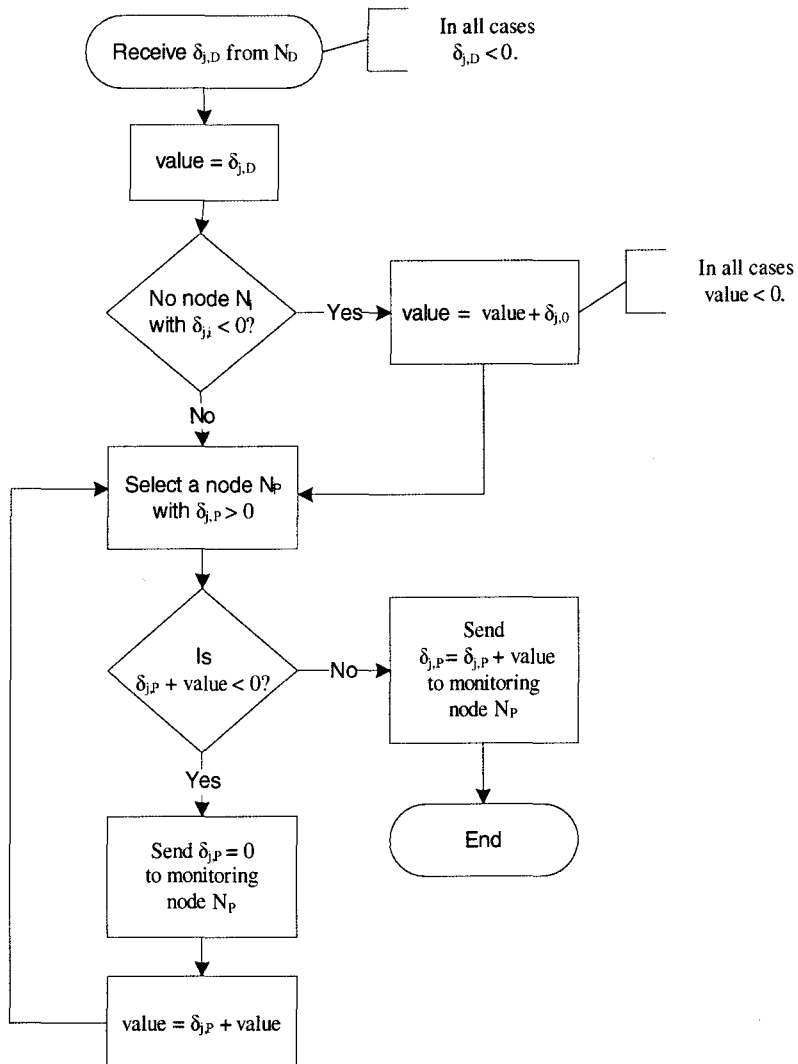 Receive δj,D from ND
In all cases
δj,D < 0.
value = δj,D
No node Ni
with δj,i < 0?
Yes
value = value + δj,0
In all cases
value < 0.
No
Select a node NP
with δj,P > 0
Is
δj,P + value < 0?
No
Send
δj,P = δj,P + value
to monitoring
node NP
Yes
End
Send δj,P = 0
to monitoring
node NP
value = δj,P + value